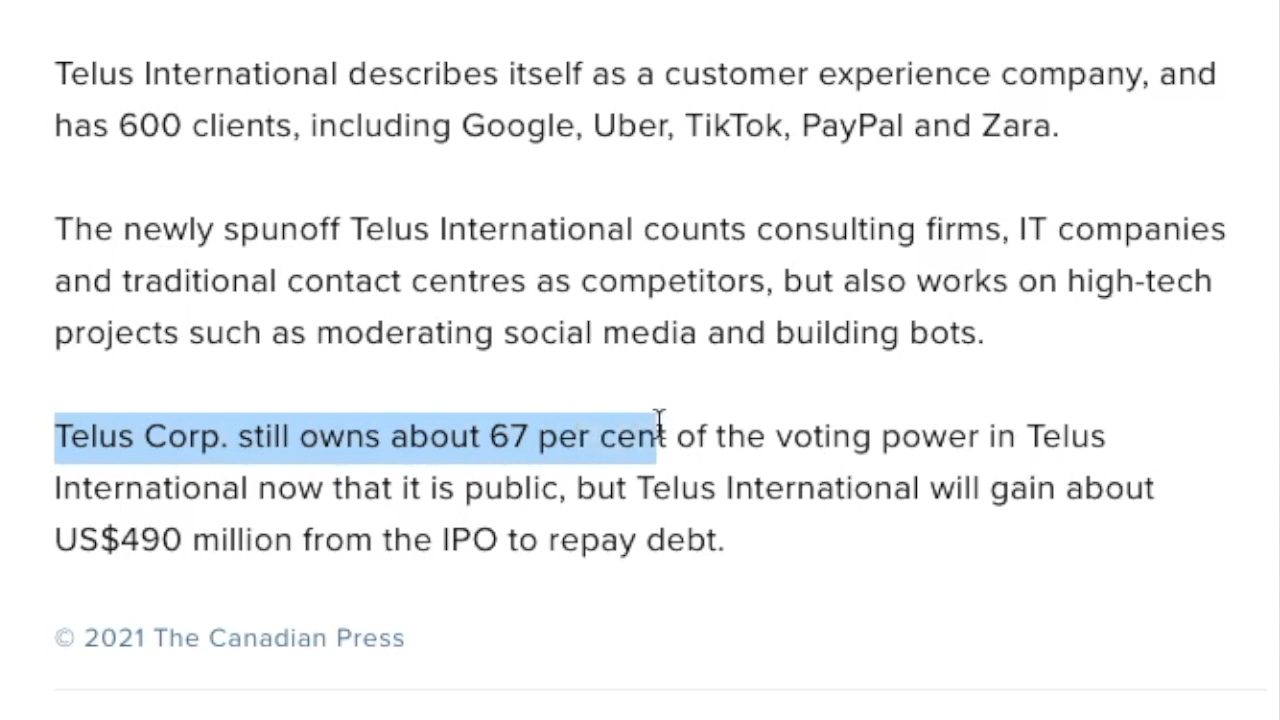 Telus International describes itself as a customer experience company, and
has 600 clients, including Google, Uber, TikTok, PayPal and Zara.
The newly spunoff Telus International counts consulting firms, IT companies
and traditional contact centres as competitors, but also works on high-tech
projects such as moderating social media and building bots.
Telus Corp. still owns about 67 per cent of the voting power in Telus
International now that it is public, but Telus International will gain about
US$490 million from the IPO to repay debt.
© 2021 The Canadian Press